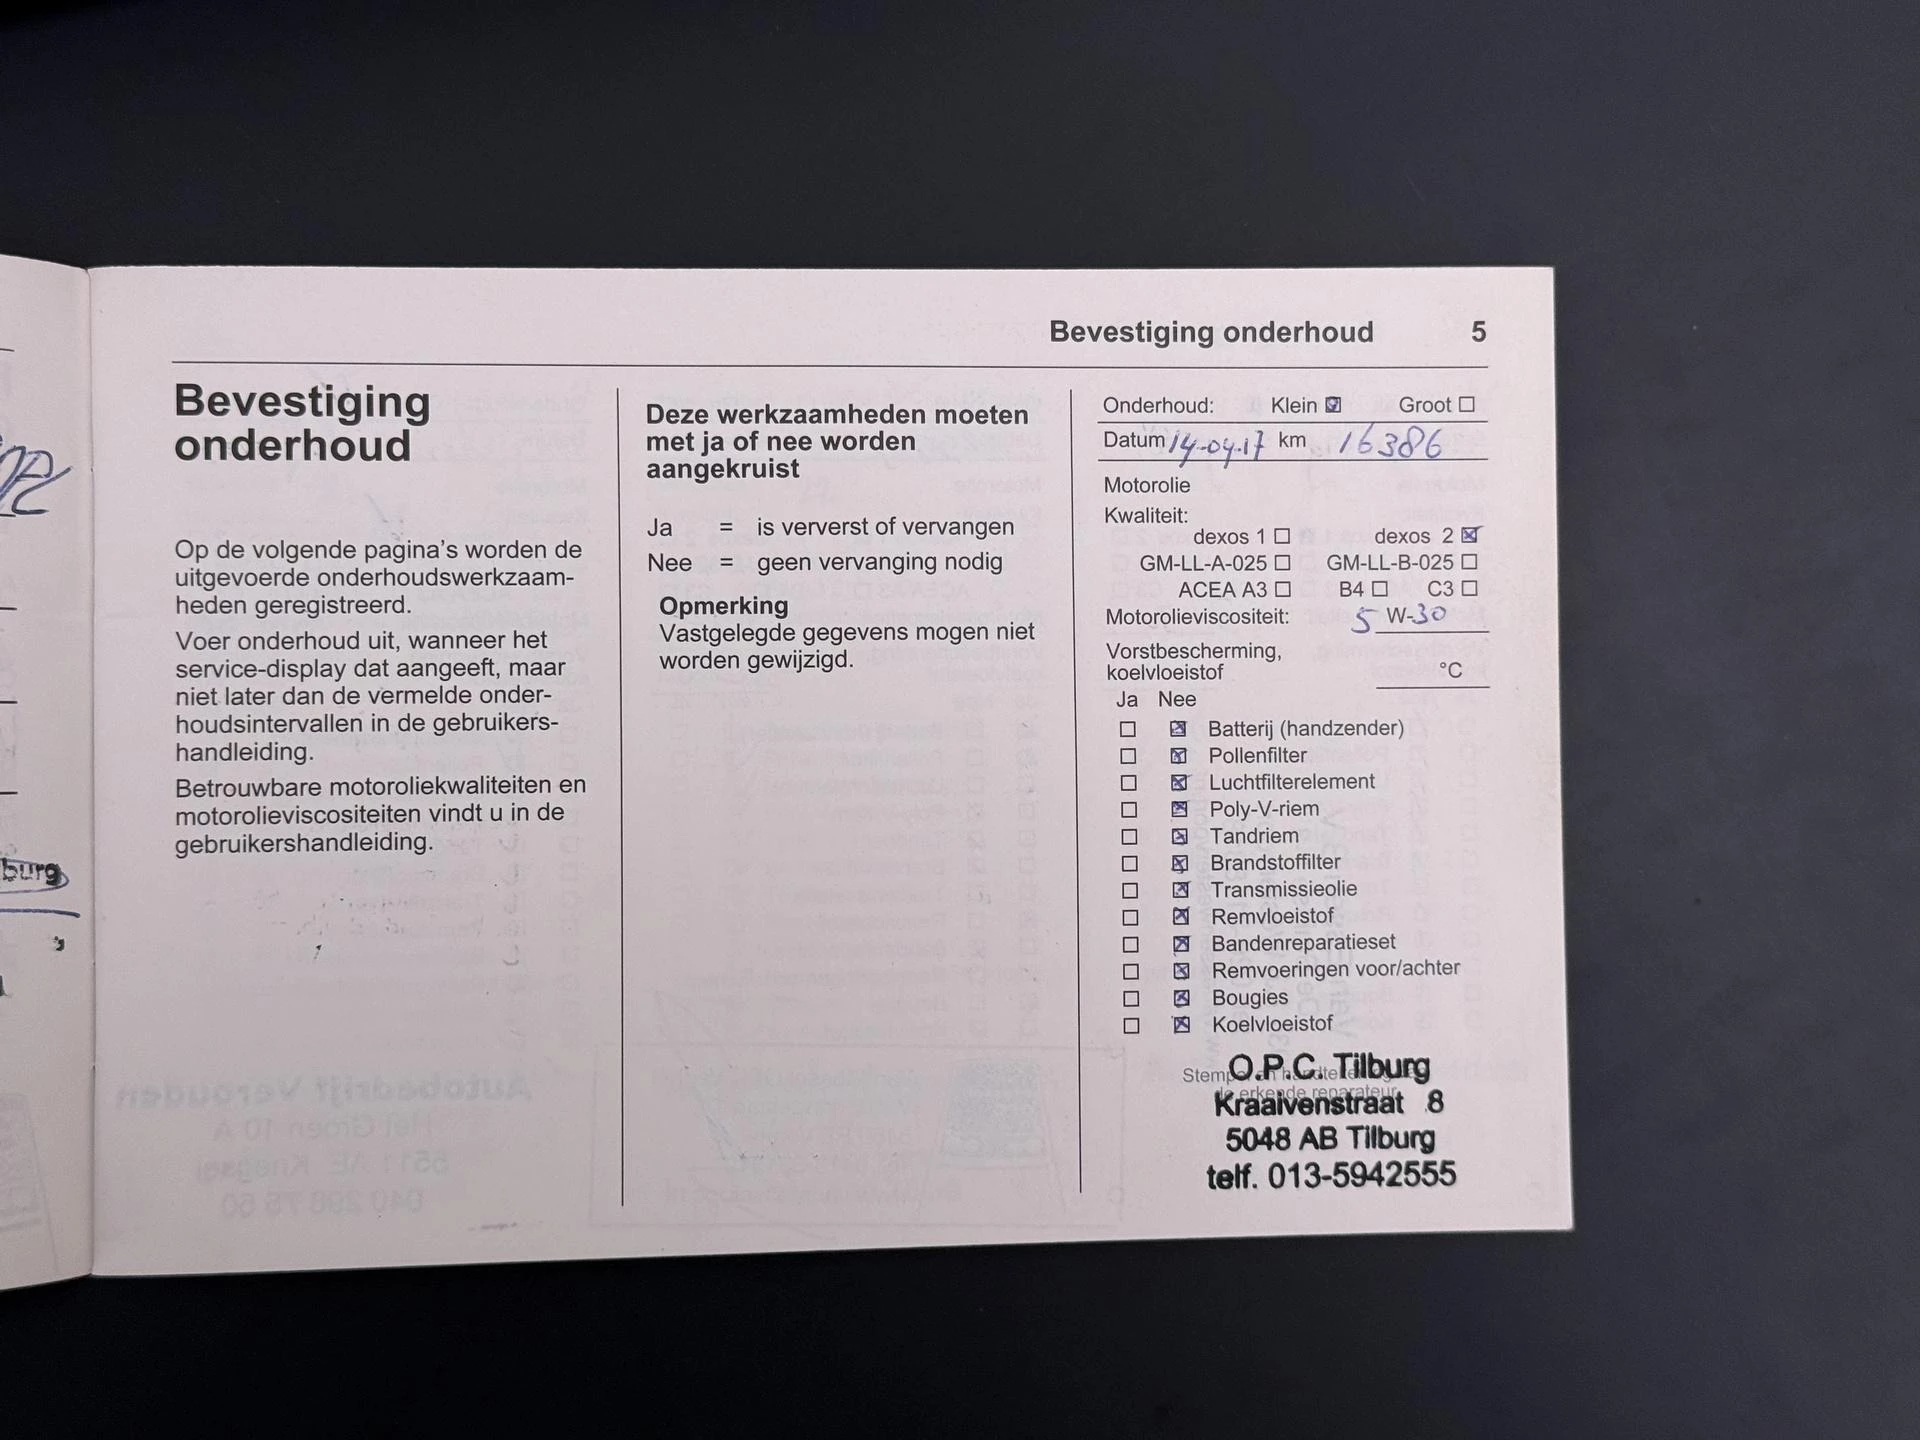 Bevestiging onderhoud 5
Bevestiging
onderhoud
Op de volgende pagina's worden de
uitgevoerde onderhoudswerkzaam-
heden geregistreerd.
Voer onderhoud uit, wanneer het
service-display dat aangeeft, maar
niet later dan de vermelde onder-
houdsintervallen in de gebruikers-
handleiding.
Betrouwbare motoroliekwaliteiten en
motorolieviscositeiten vindt u in de
gebruikershandleiding.
Deze werkzaamheden moeten
met ja of nee worden
aangekruist
Ja = is ververst of vervangen
Nee = geen vervanging nodig
Opmerking
Vastgelegde gegevens mogen niet
worden gewijzigd.
Onderhoud: Klein ☒ Groot ☐
Datum 14-04-17 km 16386
Motorolie
Kwaliteit:
dexos 1 ☐ dexos 2 ☒
GM-LL-A-025 ☐ GM-LL-B-025 ☐
ACEA A3 ☐ B4 ☐ C3 ☐
Motorolieviscositeit: 5 W-30
Vorstbescherming,
koelvloeistof °C
Ja Nee
☐ ☒ Batterij (handzender)
☐ ☒ Pollenfilter
☐ ☒ Luchtfilterelement
☐ ☒ Poly-V-riem
☐ ☒ Tandriem
☐ ☒ Brandstoffilter
☐ ☒ Transmissieolie
☐ ☒ Remvloeistof
☐ ☒ Bandenreparatieset
☐ ☒ Remvoeringen voor/achter
☐ ☒ Bougies
☐ ☒ Koelvloeistof
O.P.C. Tilburg
de erkende reparateur
Kraaivenstraat 8
5048 AB Tilburg
telf. 013-5942555
burg